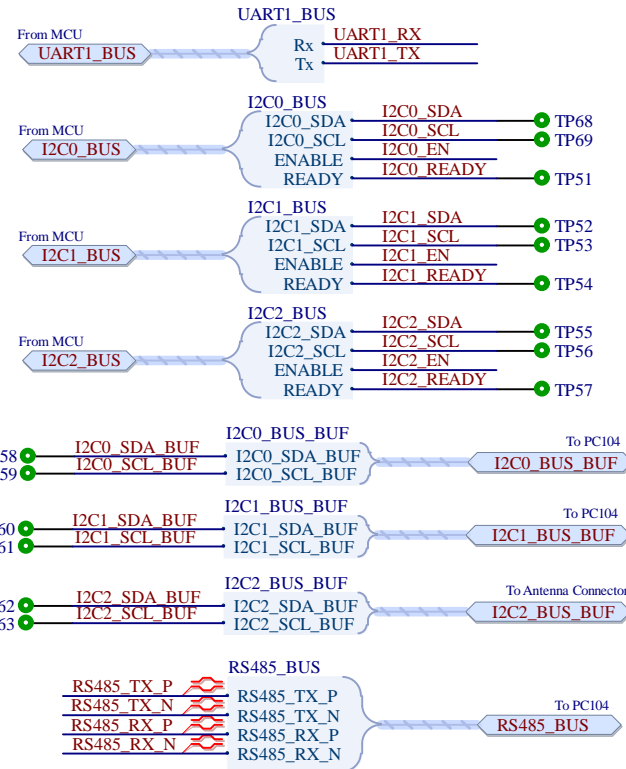 UART1_BUS
From MCU
UART1_BUS
Rx
UART1_RX
Tx
UART1_TX
I2C0_BUS
From MCU
I2C0_BUS
I2C0_SDA
I2C0_SDA
TP68
I2C0_SCL
I2C0_SCL
TP69
ENABLE
I2C0_EN
READY
I2C0_READY
TP51
I2C1_BUS
From MCU
I2C1_BUS
I2C1_SDA
I2C1_SDA
TP52
I2C1_SCL
I2C1_SCL
TP53
ENABLE
I2C1_EN
READY
I2C1_READY
TP54
I2C2_BUS
From MCU
I2C2_BUS
I2C2_SDA
I2C2_SDA
TP55
I2C2_SCL
I2C2_SCL
TP56
ENABLE
I2C2_EN
READY
I2C2_READY
TP57
I2C0_BUS_BUF
58
I2C0_SDA_BUF
I2C0_SDA_BUF
59
I2C0_SCL_BUF
I2C0_SCL_BUF
To PC104
I2C0_BUS_BUF
I2C1_BUS_BUF
60
I2C1_SDA_BUF
I2C1_SDA_BUF
61
I2C1_SCL_BUF
I2C1_SCL_BUF
To PC104
I2C1_BUS_BUF
I2C2_BUS_BUF
62
I2C2_SDA_BUF
I2C2_SDA_BUF
63
I2C2_SCL_BUF
I2C2_SCL_BUF
To Antenna Connector
I2C2_BUS_BUF
RS485_BUS
RS485_TX_P
RS485_TX_P
RS485_TX_N
RS485_TX_N
RS485_RX_P
RS485_RX_P
RS485_RX_N
RS485_RX_N
To PC104
RS485_BUS